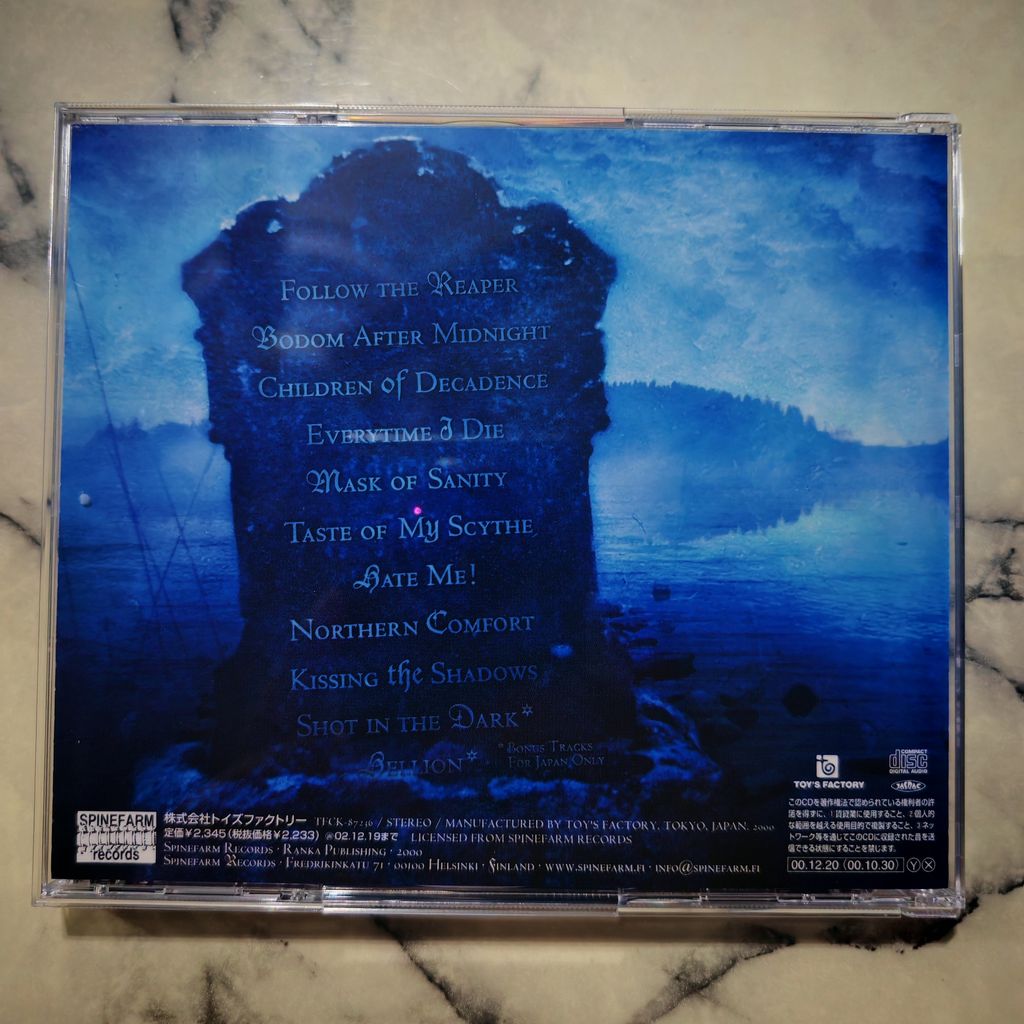 Follow the Reaper
Bodom After Midnight
Children of Decadence
Everytime I Die
Mask of Sanity
Taste of My Scythe
Hate Me!
Northern Comfort
Kissing the Shadows
Shot in the Dark*
Hellion*
* Bonus Tracks
For Japan Only
TOY'S FACTORY
COMPACT
disc
DIGITAL AUDIO
JASRAC
このCDを著作権法で認められている権利者の許
諾を得ずに、1賃貸業に使用すること、2個人的
な範囲を越える使用目的で複製すること、3ネッ
トワーク等を通じてこのCDに収録された音を送
信できる状態にすることを禁じます。
00.12.20 (00.10.30) Y X
SPINEFARM
records
株式会社トイズファクトリー TFCK-87236 / STEREO / MANUFACTURED BY TOY'S FACTORY, TOKYO, JAPAN. 2000
定価¥2,345(税抜価格¥2,233) @02.12.19まで LICENSED FROM SPINEFARM RECORDS
Spinefarm Records · Ranka Publishing · 2000
Spinefarm Records · Fredrikinkatu 71 · 00100 Helsinki · Finland · www.spinefarm.fi · info@spinefarm.fi